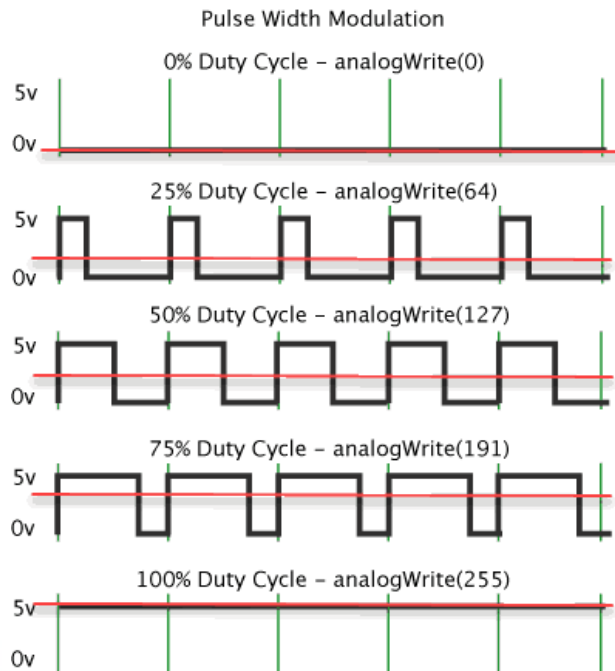 Pulse Width Modulation
0% Duty Cycle – analogWrite(0)
5v
0v
25% Duty Cycle – analogWrite(64)
5v
0v
50% Duty Cycle – analogWrite(127)
5v
0v
75% Duty Cycle – analogWrite(191)
5v
0v
100% Duty Cycle – analogWrite(255)
5v
0v